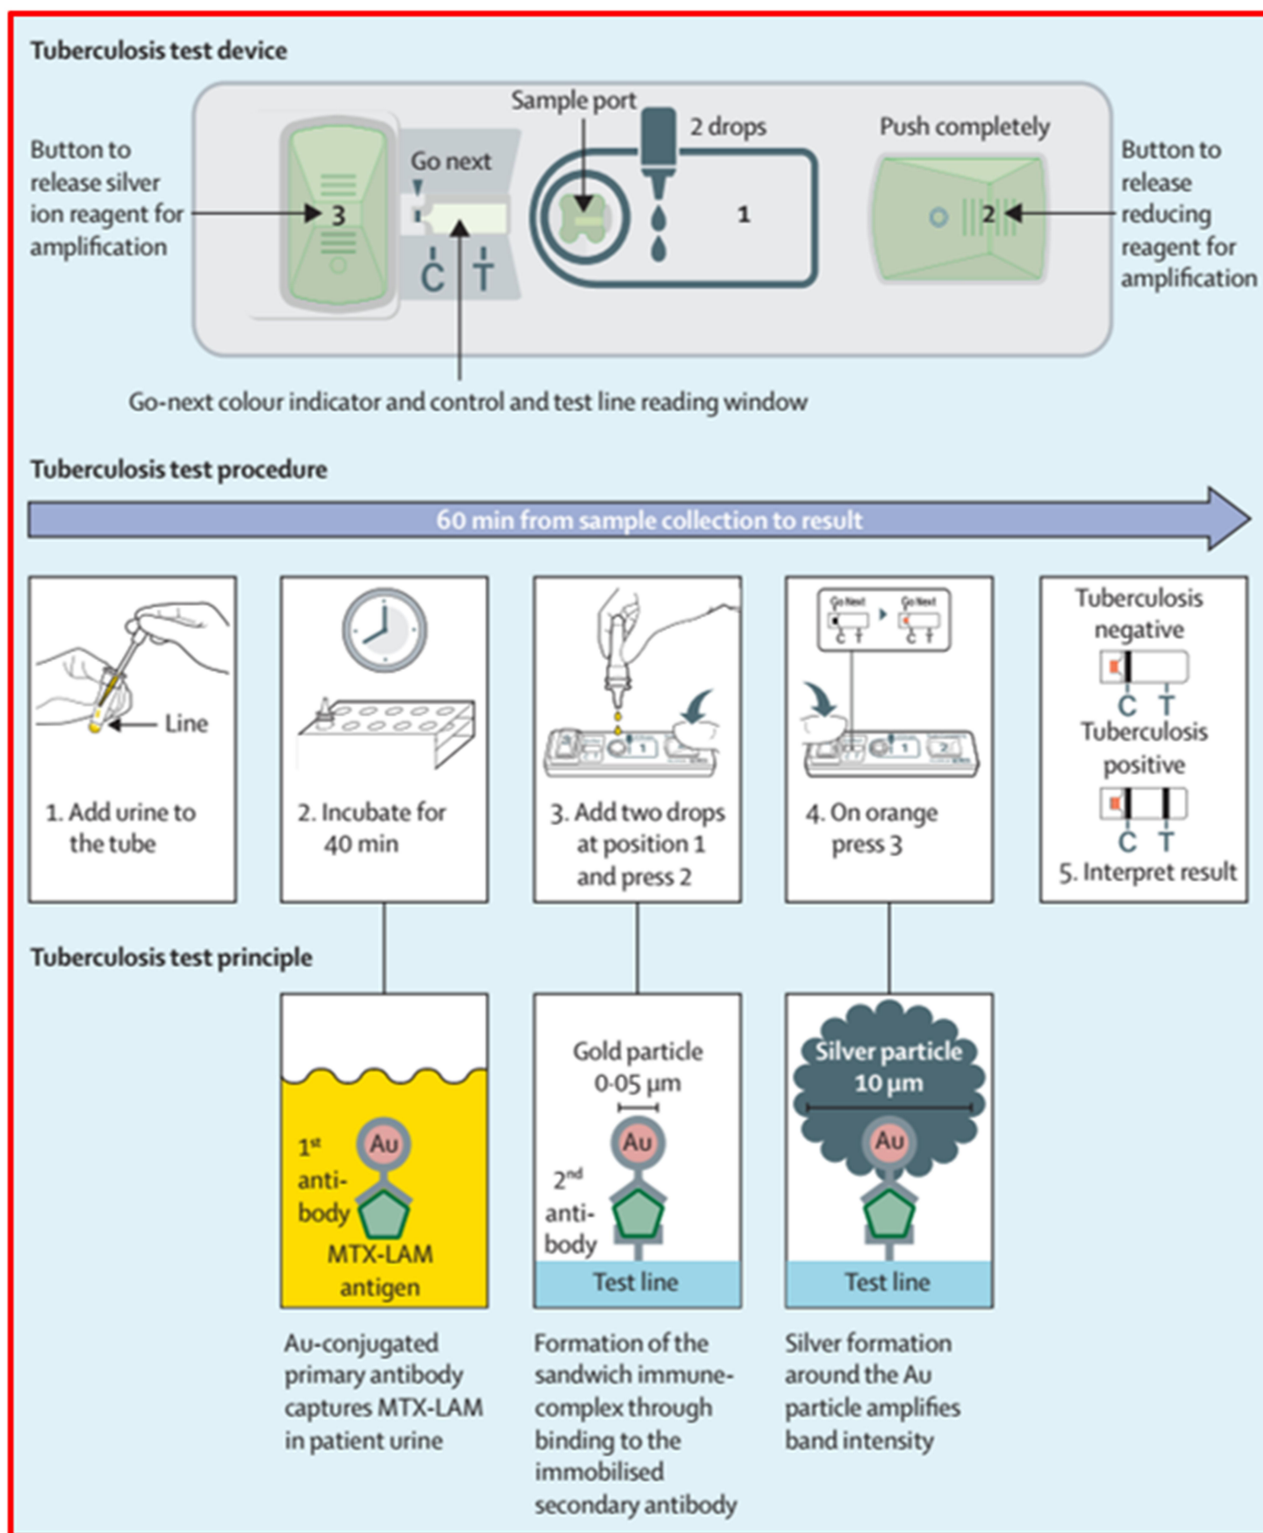 Tuberculosis test device
Button to
release silver
ion reagent for
amplification
3
Go next
C T
Sample port
2 drops
1
Push completely
2
Button to
release
reducing
reagent for
amplification
Go-next colour indicator and control and test line reading window
Tuberculosis test procedure
60 min from sample collection to result
Line
1. Add urine to
the tube
2. Incubate for
40 min
3
1
3. Add two drops
at position 1
and press 2
Go Next Go Next
C T C T
1 2
4. On orange
press 3
Tuberculosis
negative
C T
Tuberculosis
positive
C T
5. Interpret result
Tuberculosis test principle
1st
anti-
body
Au
MTX-LAM
antigen
Au-conjugated
primary antibody
captures MTX-LAM
in patient urine
Gold particle
0·05 µm
Au
2nd
anti-
body
Test line
Formation of the
sandwich immune-
complex through
binding to the
immobilised
secondary antibody
Silver particle
10 µm
Au
Test line
Silver formation
around the Au
particle amplifies
band intensity